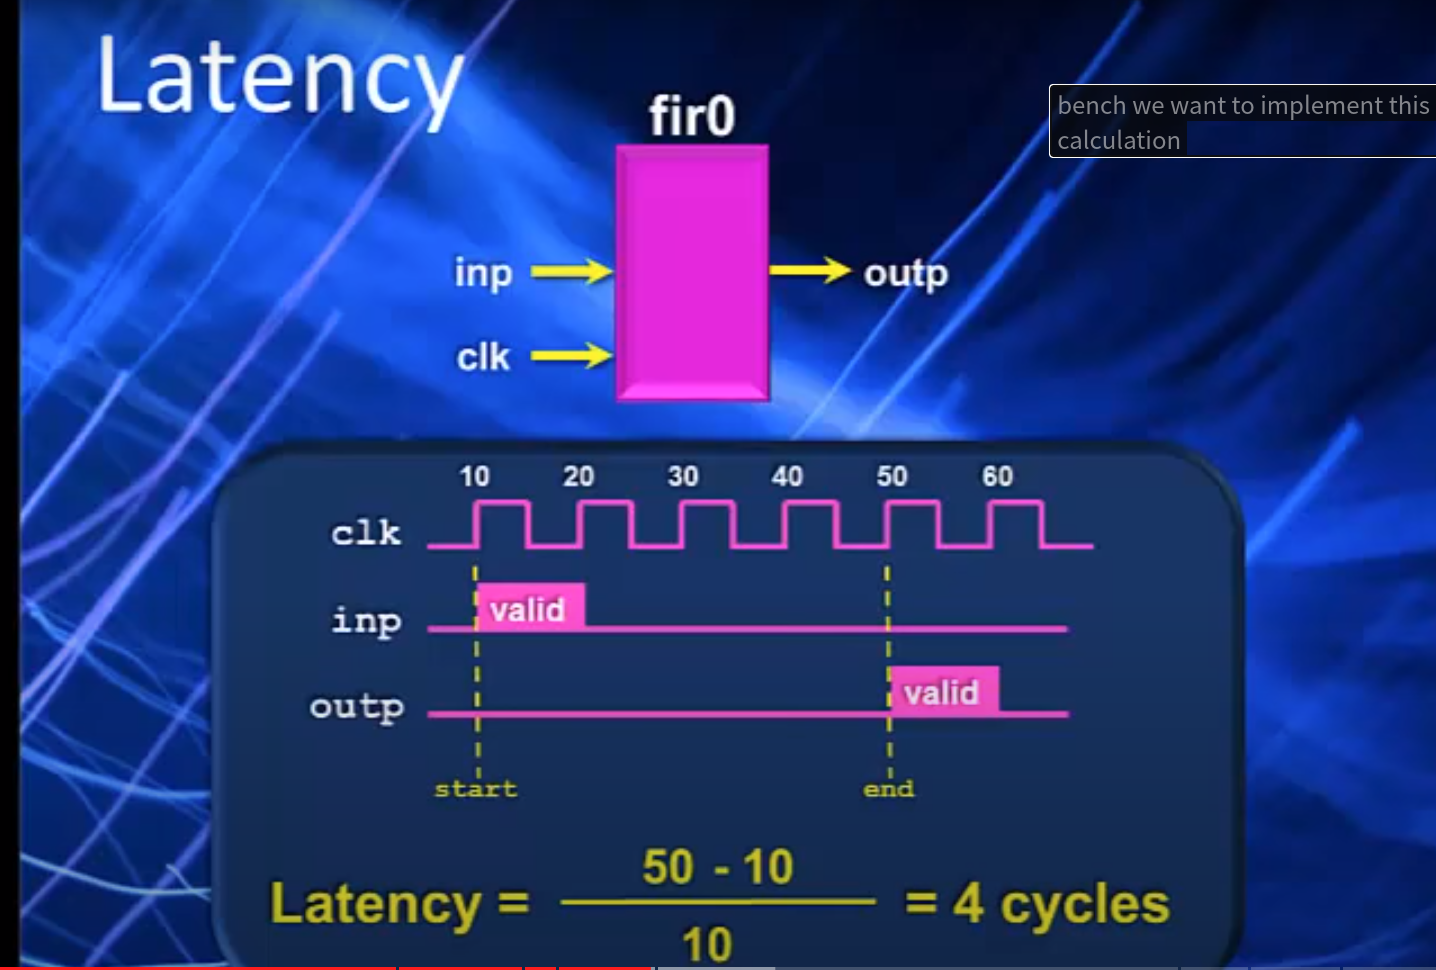 Latency
fir0
bench we want to implement this
calculation
inp
outp
clk
10 20 30 40 50 60
clk
inp
valid
outp
valid
start
end
50 - 10
Latency =
= 4 cycles
10